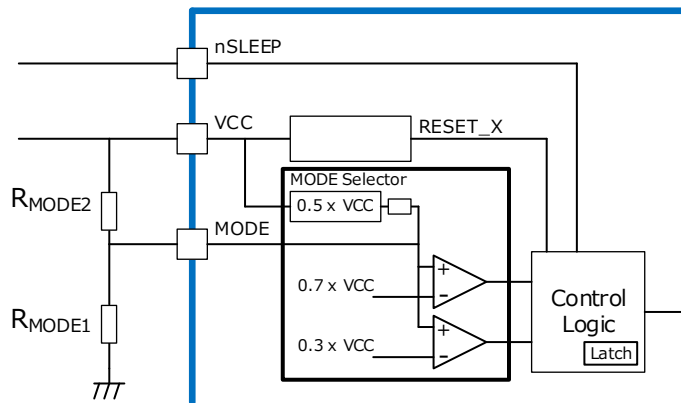 nSLEEP
VCC
RESET_X
MODE Selector
RMODE2
0.5 x VCC
MODE
+
0.7 x VCC
−
Control
Logic
RMODE1
+
0.3 x VCC
−
Latch